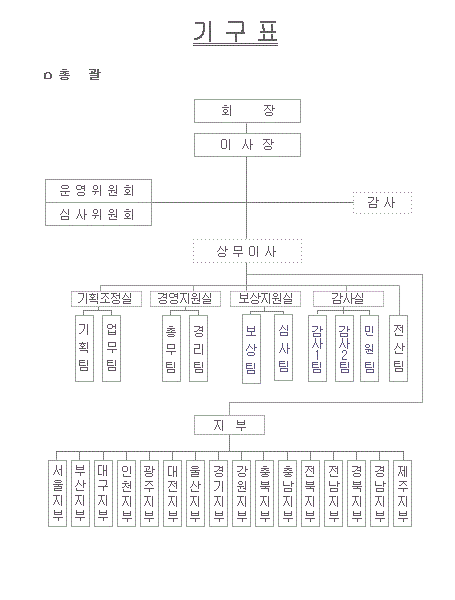 기 구 표
o 총 괄
회 장
이 사 장
운 영 위 원 회
심 사 위 원 회
감 사
상 무 이 사
기획조정실
경영지원실
보상지원실
감사실
기획팀
업무팀
총무팀
경리팀
보상팀
심사팀
감사1팀
감사2팀
민원팀
전산팀
지 부
서울지부
부산지부
대구지부
인천지부
광주지부
대전지부
울산지부
경기지부
강원지부
충북지부
충남지부
전북지부
전남지부
경북지부
경남지부
제주지부